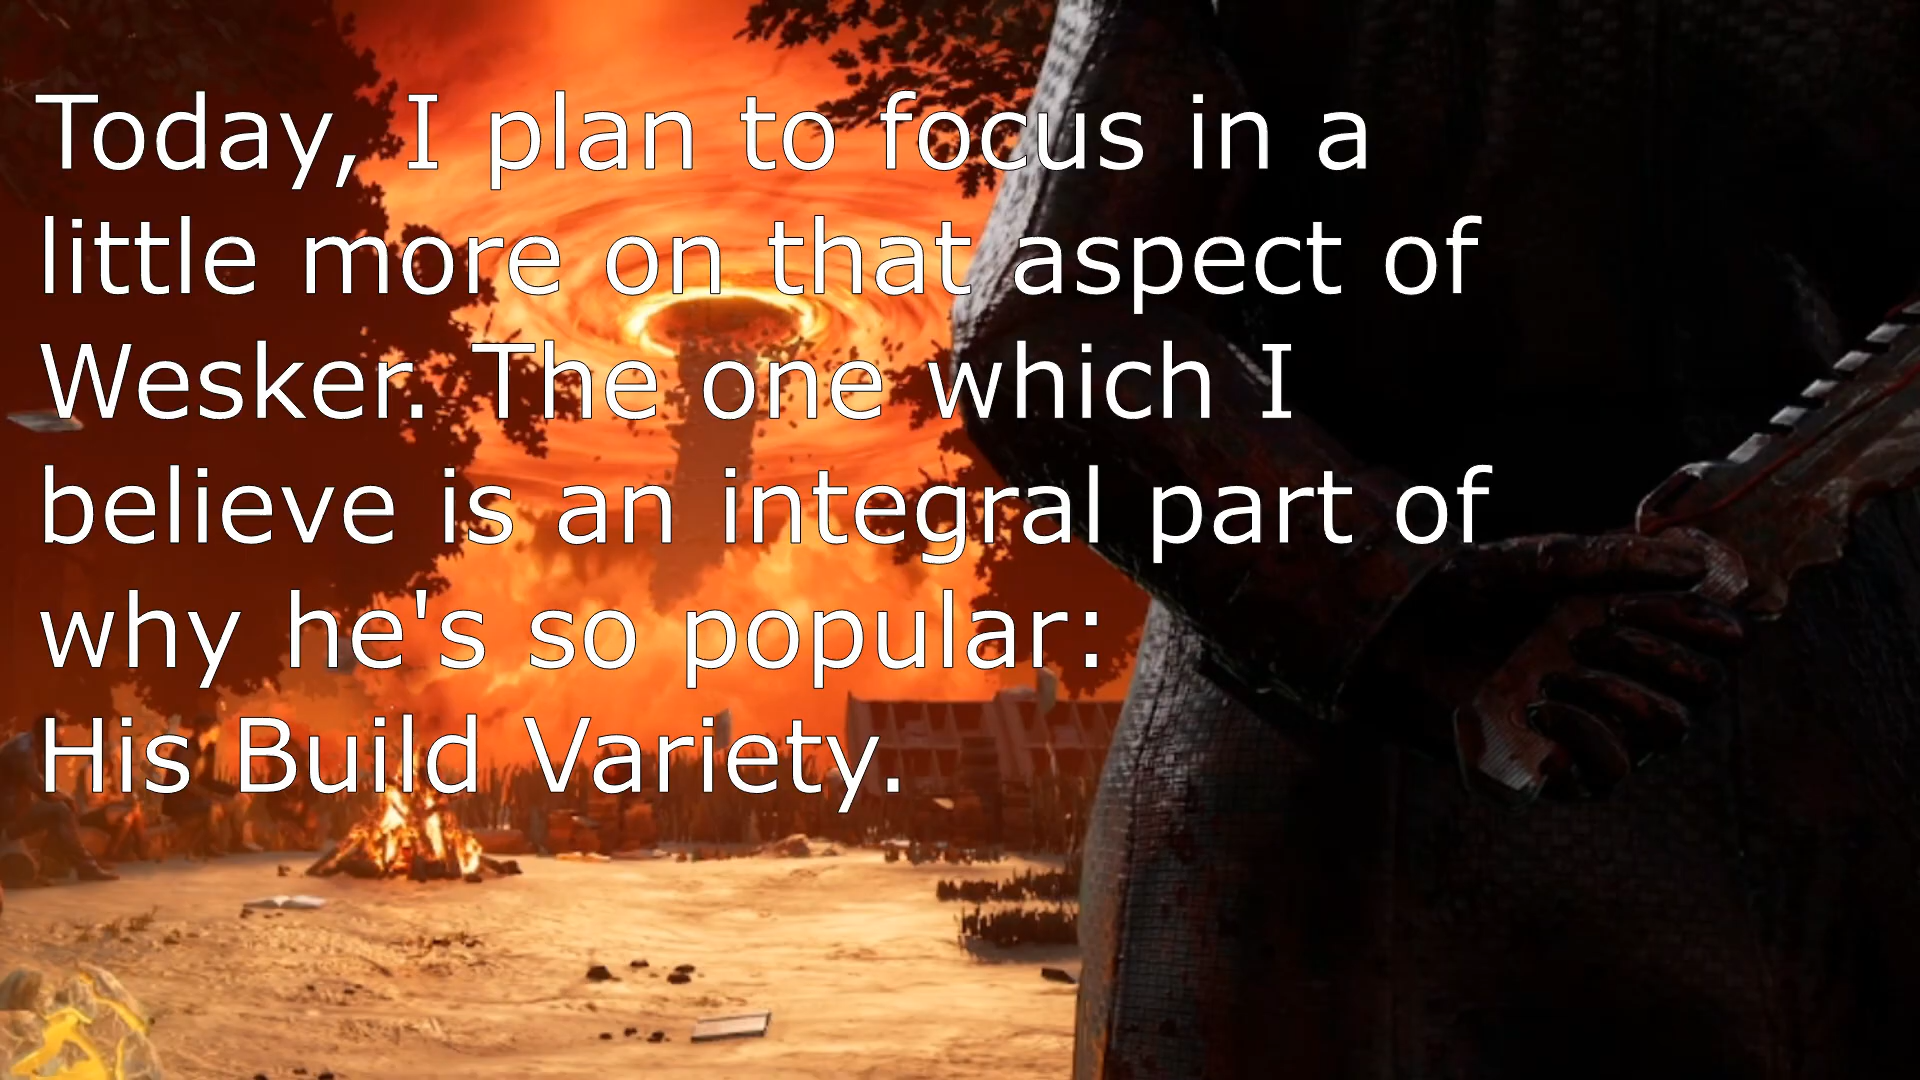 Today, I plan to focus in a
little more on that aspect of
Wesker. The one which I
believe is an integral part of
why he's so popular:
His Build Variety.